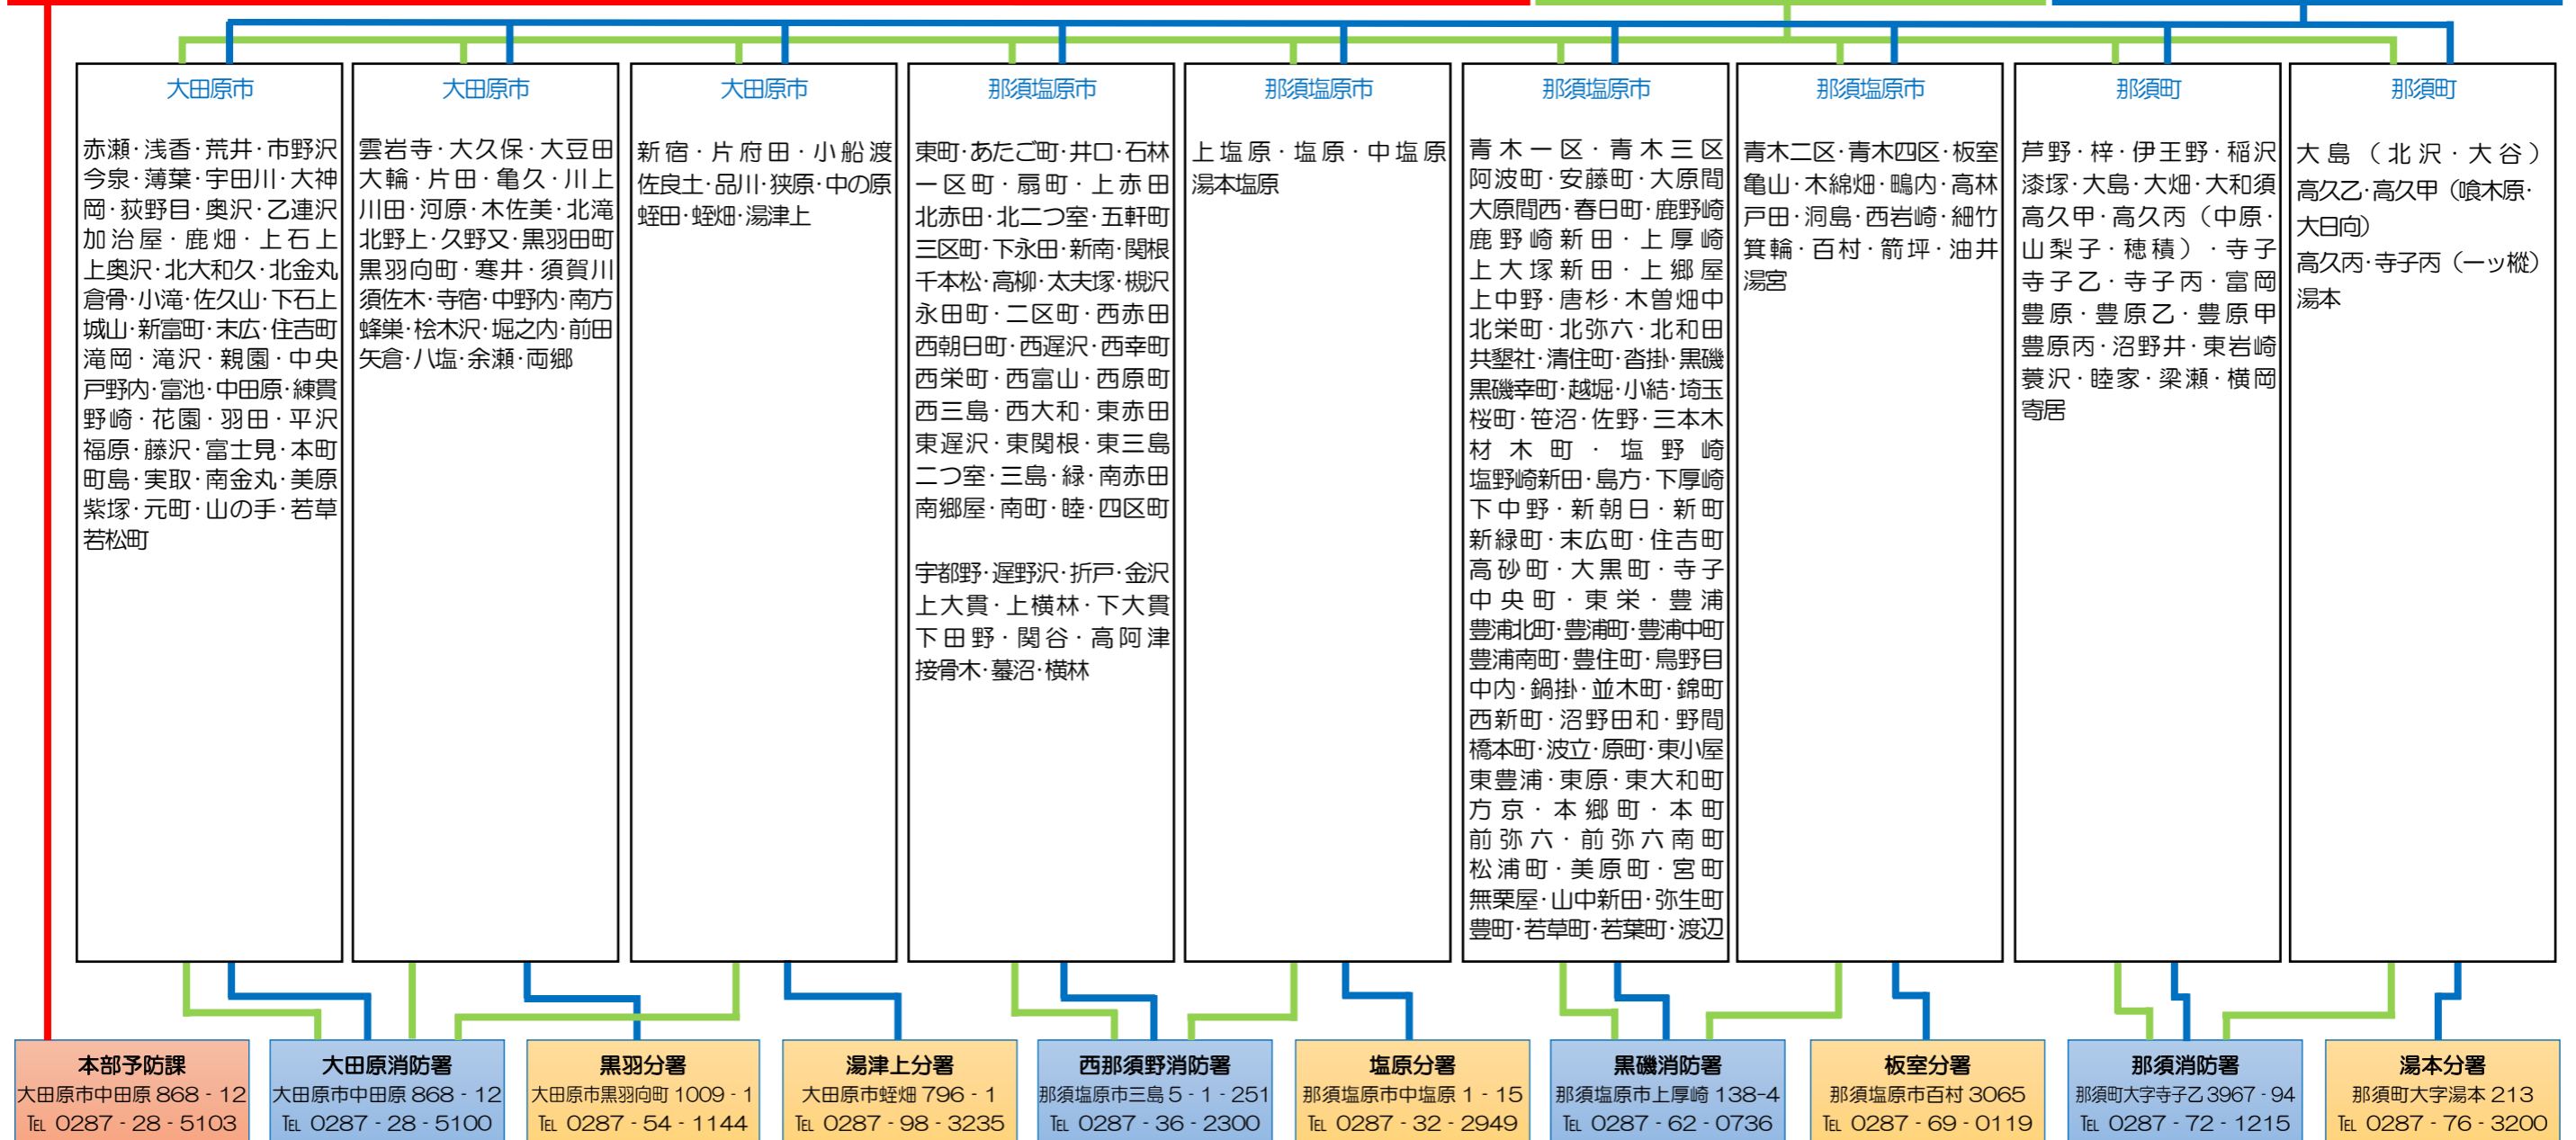 大田原市
赤瀬・浅香・荒井・市野沢
今泉・薄葉・宇田川・大神
岡・荻野目・奥沢・乙連沢
加治屋・鹿畑・上石上
上奥沢・北大和久・北金丸
倉骨・小滝・佐久山・下石上
城山・新富町・末広・住吉町
滝岡・滝沢・親園・中央
戸野内・富池・中田原・練貫
野崎・花園・羽田・平沢
福原・藤沢・富士見・本町
町島・実取・南金丸・美原
紫塚・元町・山の手・若草
若松町
大田原市
雲岩寺・大久保・大豆田
大輪・片田・亀久・川上
川田・河原・木佐美・北滝
北野上・久野又・黒羽田町
黒羽向町・寒井・須賀川
須佐木・寺宿・中野内・南方
蜂巣・桧木沢・堀之内・前田
矢倉・八塩・余瀬・両郷
大田原市
新宿・片府田・小船渡
佐良土・品川・狭原・中の原
蛭田・蛭畑・湯津上
那須塩原市
東町・あたご町・井口・石林
一区町・扇町・上赤田
北赤田・北二つ室・五軒町
三区町・下永田・新南・関根
千本松・高柳・太夫塚・槻沢
永田町・二区町・西赤田
西朝日町・西遅沢・西幸町
西栄町・西富山・西原町
西三島・西大和・東赤田
東遅沢・東関根・東三島
二つ室・三島・緑・南赤田
南郷屋・南町・睦・四区町
宇都野・遅野沢・折戸・金沢
上大貫・上横林・下大貫
下田野・関谷・高阿津
接骨木・蟇沼・横林
那須塩原市
上塩原・塩原・中塩原
湯本塩原
那須塩原市
青木一区・青木三区
阿波町・安藤町・大原間
大原間西・春日町・鹿野崎
鹿野崎新田・上厚崎
上大塚新田・上郷屋
上中野・唐杉・木曽畑中
北栄町・北弥六・北和田
共墾社・清住町・沓掛・黒磯
黒磯幸町・越堀・小結・埼玉
桜町・笹沼・佐野・三本木
材木町・塩野崎
塩野崎新田・島方・下厚崎
下中野・新朝日・新町
新緑町・末広町・住吉町
高砂町・大黒町・寺子
中央町・東栄・豊浦
豊浦北町・豊浦町・豊浦中町
豊浦南町・豊住町・鳥野目
中内・鍋掛・並木町・錦町
西新町・沼野田和・野間
橋本町・波立・原町・東小屋
東豊浦・東原・東大和町
方京・本郷町・本町
前弥六・前弥六南町
松浦町・美原町・宮町
無栗屋・山中新田・弥生町
豊町・若草町・若葉町・渡辺
那須塩原市
青木二区・青木四区・板室
亀山・木綿畑・鴫内・高林
戸田・洞島・西岩崎・細竹
箕輪・百村・箭坪・油井
湯宮
那須町
芦野・梓・伊王野・稲沢
漆塚・大島・大畑・大和須
高久甲・高久丙（中原・
山梨子・穂積）・寺子
寺子乙・寺子丙・富岡
豊原・豊原乙・豊原甲
豊原丙・沼野井・東岩崎
蓑沢・睦家・梁瀬・横岡
寄居
那須町
大島（北沢・大谷）
高久乙・高久甲（喰木原・
大日向）
高久丙・寺子丙（一ッ樅）
湯本
本部予防課
大田原市中田原 868 - 12
℡ 0287 - 28 - 5103
大田原消防署
大田原市中田原 868 - 12
℡ 0287 - 28 - 5100
黒羽分署
大田原市黒羽向町 1009 - 1
℡ 0287 - 54 - 1144
湯津上分署
大田原市蛭畑 796 - 1
℡ 0287 - 98 - 3235
西那須野消防署
那須塩原市三島 5 - 1 - 251
℡ 0287 - 36 - 2300
塩原分署
那須塩原市中塩原 1 - 15
℡ 0287 - 32 - 2949
黒磯消防署
那須塩原市上厚崎 138-4
℡ 0287 - 62 - 0736
板室分署
那須塩原市百村 3065
℡ 0287 - 69 - 0119
那須消防署
那須町大字寺子乙 3967 - 94
℡ 0287 - 72 - 1215
湯本分署
那須町大字湯本 213
℡ 0287 - 76 - 3200